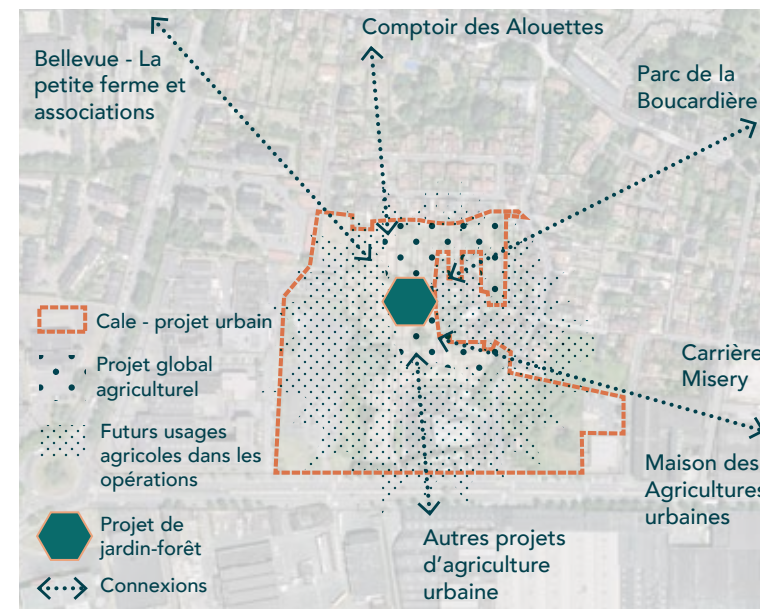 Comptoir des Alouettes
Bellevue - La
petite ferme et
associations
Parc de la
Boucardière
Cale - projet urbain
Projet global
agriculturel
Futurs usages
agricoles dans les
opérations
Projet de
jardin-forêt
Connexions
Carrière
Misery
Maison des
Agricultures
urbaines
Autres projets
d'agriculture
urbaine